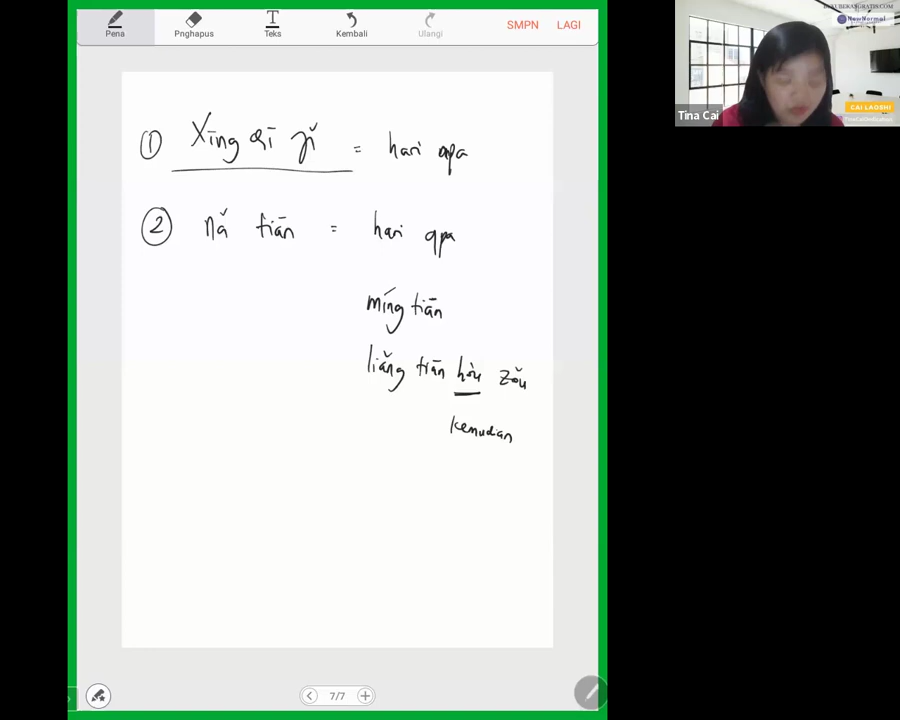 Pena Pnghapus Teks Kembali Ulangi SMPN LAGI
① Xīng qī jǐ = hari apa
② nǎ tiān = hari apa
míng tiān
liǎng tiān hòu zǒu
kemudian
7/7
Tina Cai
NewNormal
CAI LAOSHI